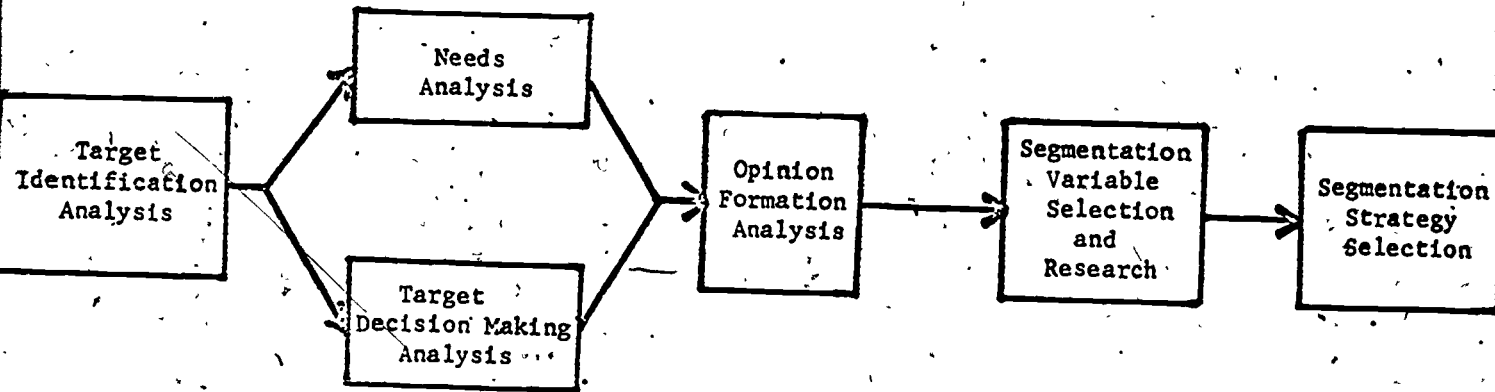 Target
Identification
Analysis
Needs
Analysis
Target
Decision Making
Analysis
Opinion
Formation
Analysis
Segmentation
Variable
Selection
and
Research
Segmentation
Strategy
Selection